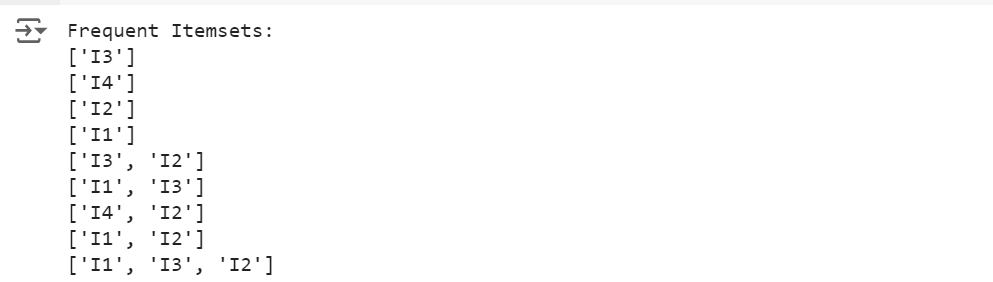 Frequent Itemsets:
['I3']
['I4']
['I2']
['I1']
['I3', 'I2']
['I1', 'I3']
['I4', 'I2']
['I1', 'I2']
['I1', 'I3', 'I2']